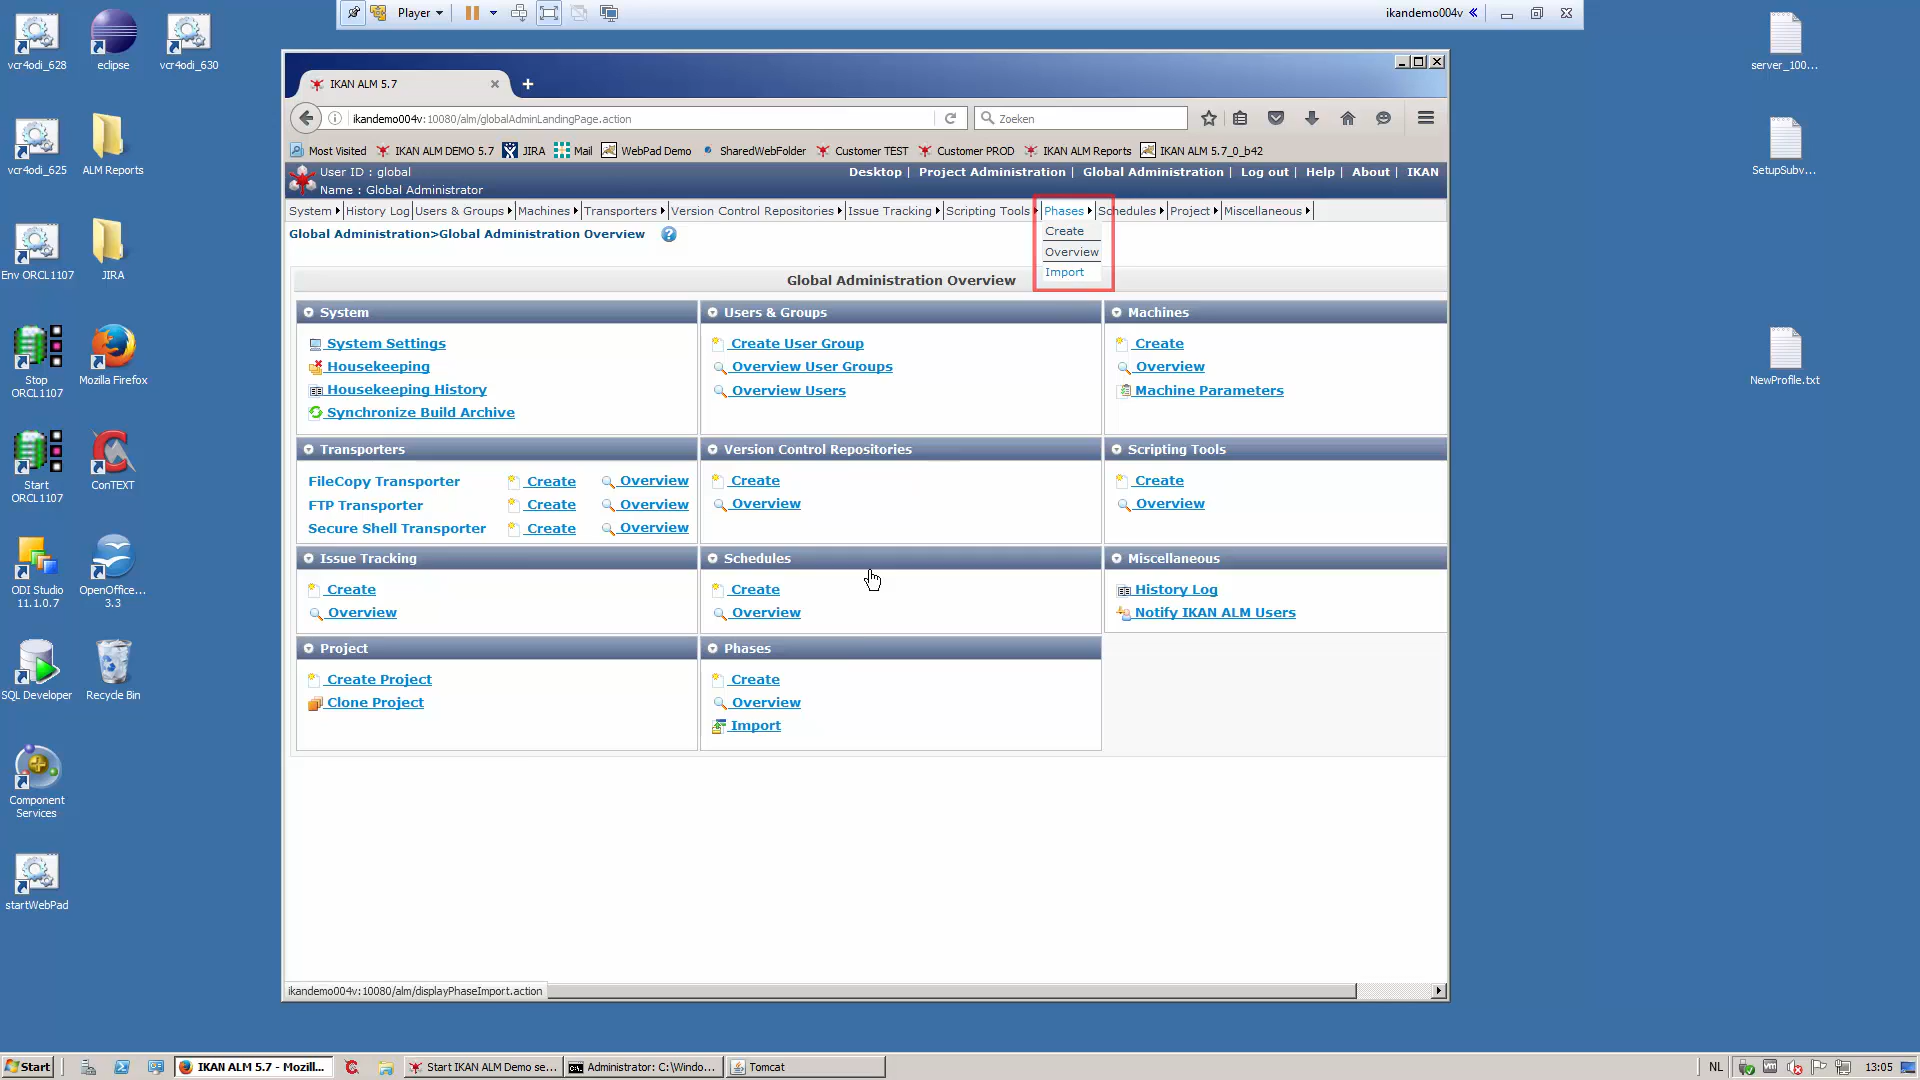 Player
ikandemo004v
vcr4odi_628
eclipse
vcr4odi_630
vcr4odi_625
ALM Reports
Env ORCL1107
JIRA
Stop
ORCL1107
Mozilla Firefox
Start
ORCL1107
ConTEXT
ODI Studio
11.1.0.7
OpenOffice...
3.3
SQL Developer
Recycle Bin
Component
Services
startWebPad
server_100...
SetupSubv...
NewProfile.txt
IKAN ALM 5.7
ikandemo004v:10080/alm/globalAdminLandingPage.action
Zoeken
Most Visited IKAN ALM DEMO 5.7 JIRA Mail WebPad Demo SharedWebFolder Customer TEST Customer PROD IKAN ALM Reports IKAN ALM 5.7_0_b42
User ID : global
Name : Global Administrator
Desktop | Project Administration | Global Administration | Log out | Help | About | IKAN
System History Log Users & Groups Machines Transporters Version Control Repositories Issue Tracking Scripting Tools Phases Schedules Project Miscellaneous
Create
Overview
Import
Global Administration>Global Administration Overview
Global Administration Overview
System
System Settings
Housekeeping
Housekeeping History
Synchronize Build Archive
Users & Groups
Create User Group
Overview User Groups
Overview Users
Machines
Create
Overview
Machine Parameters
Transporters
FileCopy Transporter Create Overview
FTP Transporter Create Overview
Secure Shell Transporter Create Overview
Version Control Repositories
Create
Overview
Scripting Tools
Create
Overview
Issue Tracking
Create
Overview
Schedules
Create
Overview
Miscellaneous
History Log
Notify IKAN ALM Users
Project
Create Project
Clone Project
Phases
Create
Overview
Import
ikandemo004v:10080/alm/displayPhaseImport.action
Start
IKAN ALM 5.7 - Mozill...
Start IKAN ALM Demo se...
Administrator: C:\Windo...
Tomcat
NL
13:05